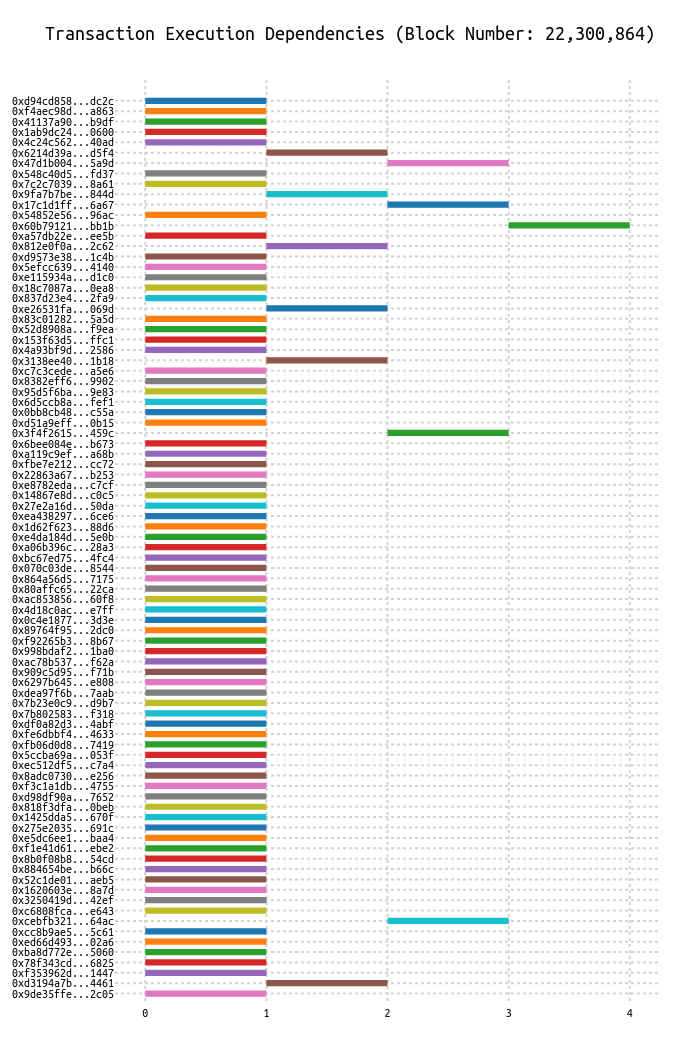 Transaction Execution Dependencies (Block Number: 22,300,864)
0xd94cd858...dc2c
0xf4aec98d...a863
0x41137a90...b9df
0x1ab9dc24...0600
0x4c24c562...40ad
0x6214d39a...d5f4
0x47d1b004...5a9d
0x548c40d5...fd37
0x7c2c7039...8a61
0x9fa7b7be...844d
0x17c1d1ff...6a67
0x54852e56...96ac
0x60b79121...bb1b
0xa57db22e...ee5b
0x812e0f0a...2c62
0xd9573e38...1c4b
0x5efcc639...4140
0xe115934a...d1c0
0x18c7087a...0ea8
0x837d23e4...2fa9
0xe26531fa...069d
0x83c01282...5a5d
0x52d8908a...f9ea
0x153f63d5...ffc1
0x4a93bf9d...2586
0x3138ee40...1b18
0xc7c3cede...a5e6
0x8382eff6...9902
0x95d5f6ba...9e83
0x6d5ccb8a...fef1
0x0bb8cb48...c55a
0xd51a9eff...0b15
0x3f4f2615...459c
0x6bee084e...b673
0xa119c9ef...a68b
0xfbe7e212...cc72
0x22863a67...b253
0xe8782eda...c7cf
0x14867e8d...c0c5
0x27e2a16d...50da
0xea438297...6ce6
0x1d62f623...88d6
0xe4da184d...5e0b
0xa06b396c...28a3
0xbc67ed75...4fc4
0x070c03de...8544
0x864a56d5...7175
0x80affc65...22ca
0xac853856...60f8
0x4d18c0ac...e7ff
0x0c4e1877...3d3e
0x89764f95...2dc0
0xf92265b3...8b67
0x998bdaf2...1ba0
0xac78b537...f62a
0x909c5d95...f71b
0x6297b645...e808
0xdea97f6b...7aab
0x7b23e0c9...d9b7
0x7b802583...f318
0xdf0a82d3...4abf
0xfe6dbbf4...4633
0xfb06d0d8...7419
0x5ccba69a...053f
0xec512df5...c7a4
0x8adc0730...e256
0xf3c1a1db...4755
0xd98df90a...7652
0x818f3dfa...0beb
0x1425dda5...670f
0x275e2035...691c
0xe5dc6ee1...baa4
0xf1e41d61...ebe2
0x8b0f08b8...54cd
0x884654be...b66c
0x52c1de01...aeb5
0x1620603e...8a7d
0x3250419d...42ef
0xc6808fca...e643
0xcebfb321...64ac
0xcc8b9ae5...5c61
0xed66d493...02a6
0xba8d772e...5060
0x78f343cd...6825
0xf353962d...1447
0xd3194a7b...4461
0x9de35ffe...2c05
0 1 2 3 4